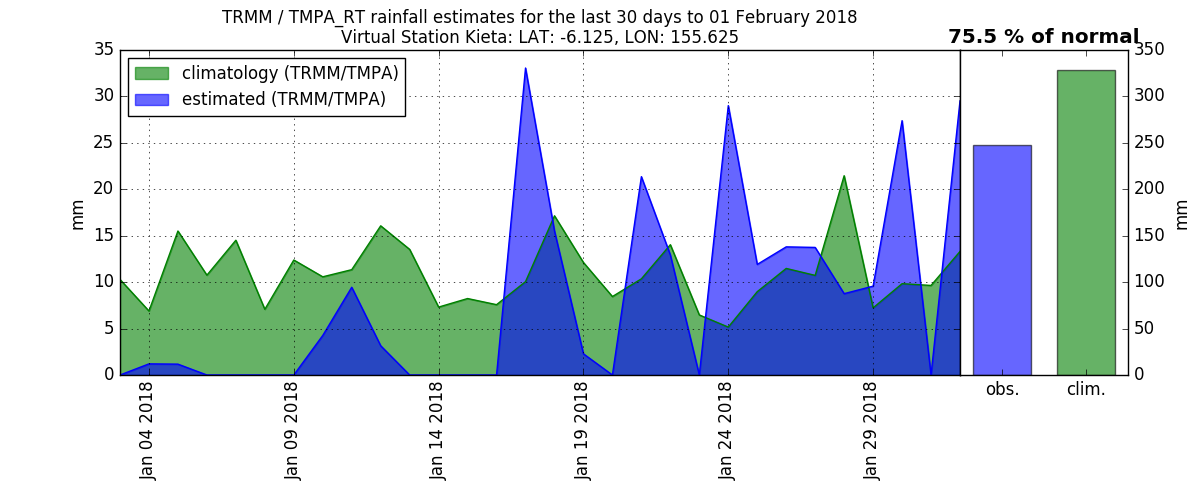 TRMM / TMPA_RT rainfall estimates for the last 30 days to 01 February 2018
Virtual Station Kieta: LAT: -6.125, LON: 155.625
75.5 % of normal
climatology (TRMM/TMPA)
estimated (TRMM/TMPA)
mm
35
30
25
20
15
10
5
0
Jan 04 2018
Jan 09 2018
Jan 14 2018
Jan 19 2018
Jan 24 2018
Jan 29 2018
350
300
250
200
150
100
50
0
mm
obs.
clim.